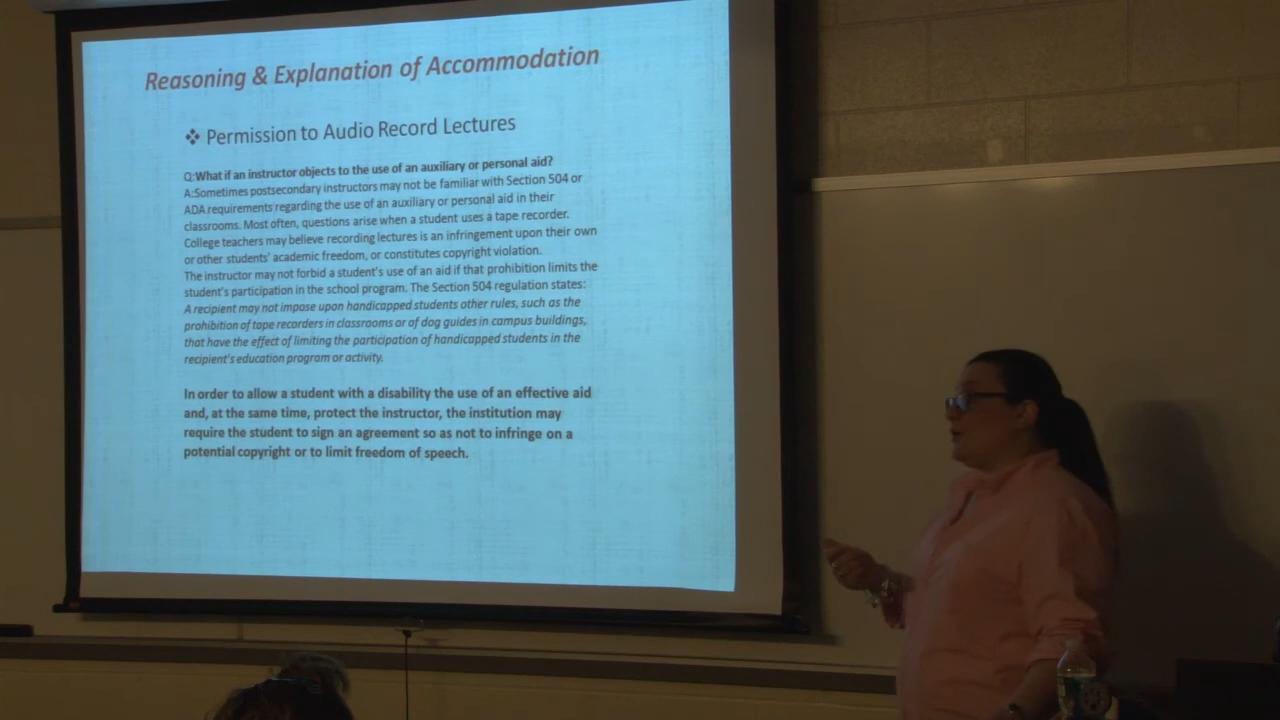 Reasoning & Explanation of Accommodation
❖ Permission to Audio Record Lectures
Q:What if an instructor objects to the use of an auxiliary or personal aid?
A:Sometimes postsecondary instructors may not be familiar with Section 504 or
ADA requirements regarding the use of an auxiliary or personal aid in their
classrooms. Most often, questions arise when a student uses a tape recorder.
College teachers may believe recording lectures is an infringement upon their own
or other students' academic freedom, or constitutes copyright violation.
The instructor may not forbid a student's use of an aid if that prohibition limits the
student's participation in the school program. The Section 504 regulation states:
A recipient may not impose upon handicapped students other rules, such as the
prohibition of tape recorders in classrooms or of dog guides in campus buildings,
that have the effect of limiting the participation of handicapped students in the
recipient's education program or activity.
In order to allow a student with a disability the use of an effective aid
and, at the same time, protect the instructor, the institution may
require the student to sign an agreement so as not to infringe on a
potential copyright or to limit freedom of speech.